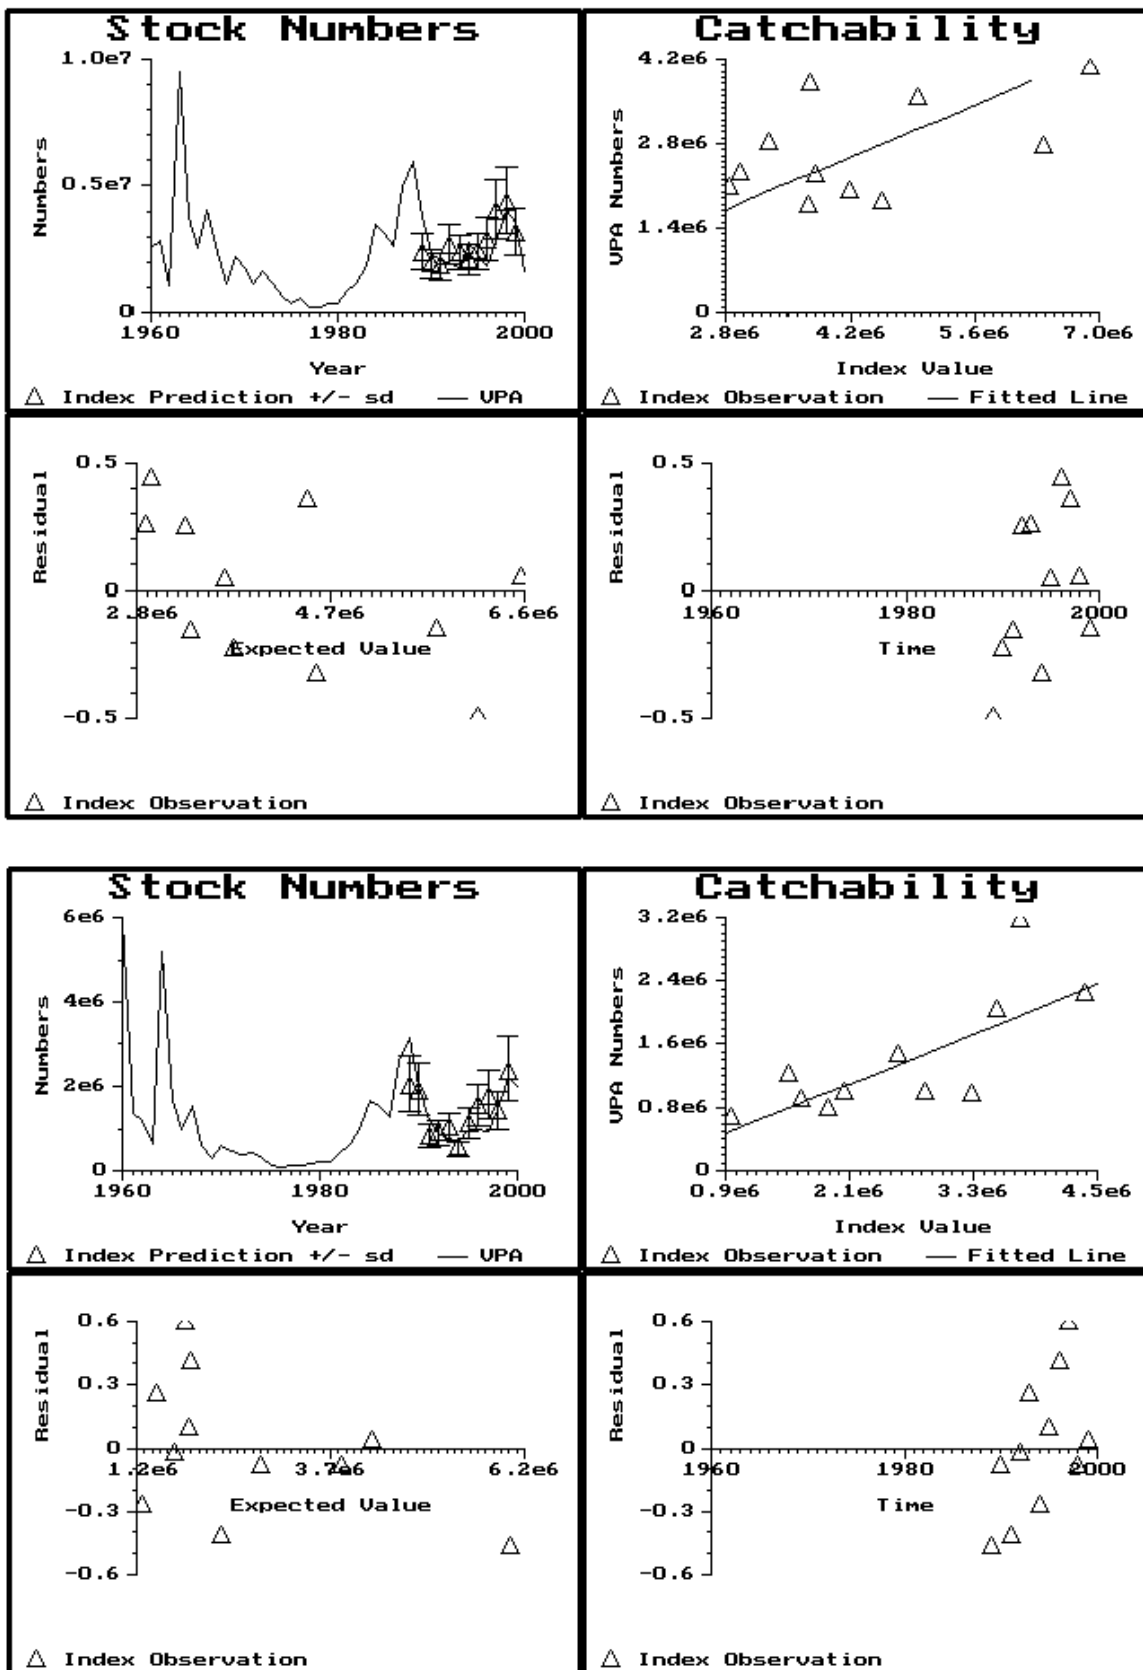 Stock Numbers
1.0e7
0.5e7
0
Numbers
1960 1980 2000
Year
△ Index Prediction +/- sd — VPA
Catchability
4.2e6
2.8e6
1.4e6
0
VPA Numbers
2.8e6 4.2e6 5.6e6 7.0e6
Index Value
△ Index Observation — Fitted Line
0.5
0
-0.5
Residual
2.8e6 4.7e6 6.6e6
Expected Value
△ Index Observation
0.5
0
-0.5
Residual
1960 1980 2000
Time
△ Index Observation
Stock Numbers
6e6
4e6
2e6
0
Numbers
1960 1980 2000
Year
△ Index Prediction +/- sd — VPA
Catchability
3.2e6
2.4e6
1.6e6
0.8e6
0
VPA Numbers
0.9e6 2.1e6 3.3e6 4.5e6
Index Value
△ Index Observation — Fitted Line
0.6
0.3
0
-0.3
-0.6
Residual
1.2e6 3.7e6 6.2e6
Expected Value
△ Index Observation
0.6
0.3
0
-0.3
-0.6
Residual
1960 1980 2000
Time
△ Index Observation